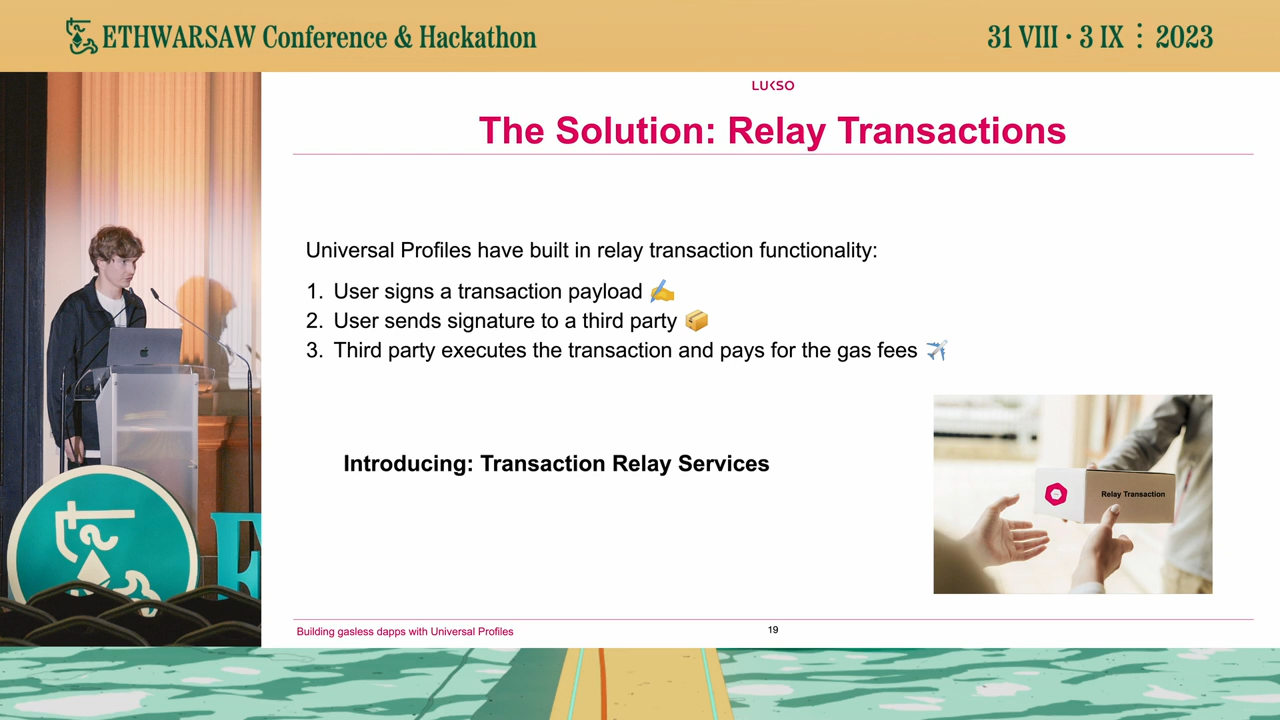 ETHWARSAW Conference & Hackathon
31 VIII · 3 IX ⋮ 2023
LUKSO
The Solution: Relay Transactions
Universal Profiles have built in relay transaction functionality:
1. User signs a transaction payload ✍️
2. User sends signature to a third party 📦
3. Third party executes the transaction and pays for the gas fees ✈️
Introducing: Transaction Relay Services
Relay Transaction
Building gasless dapps with Universal Profiles
19
E